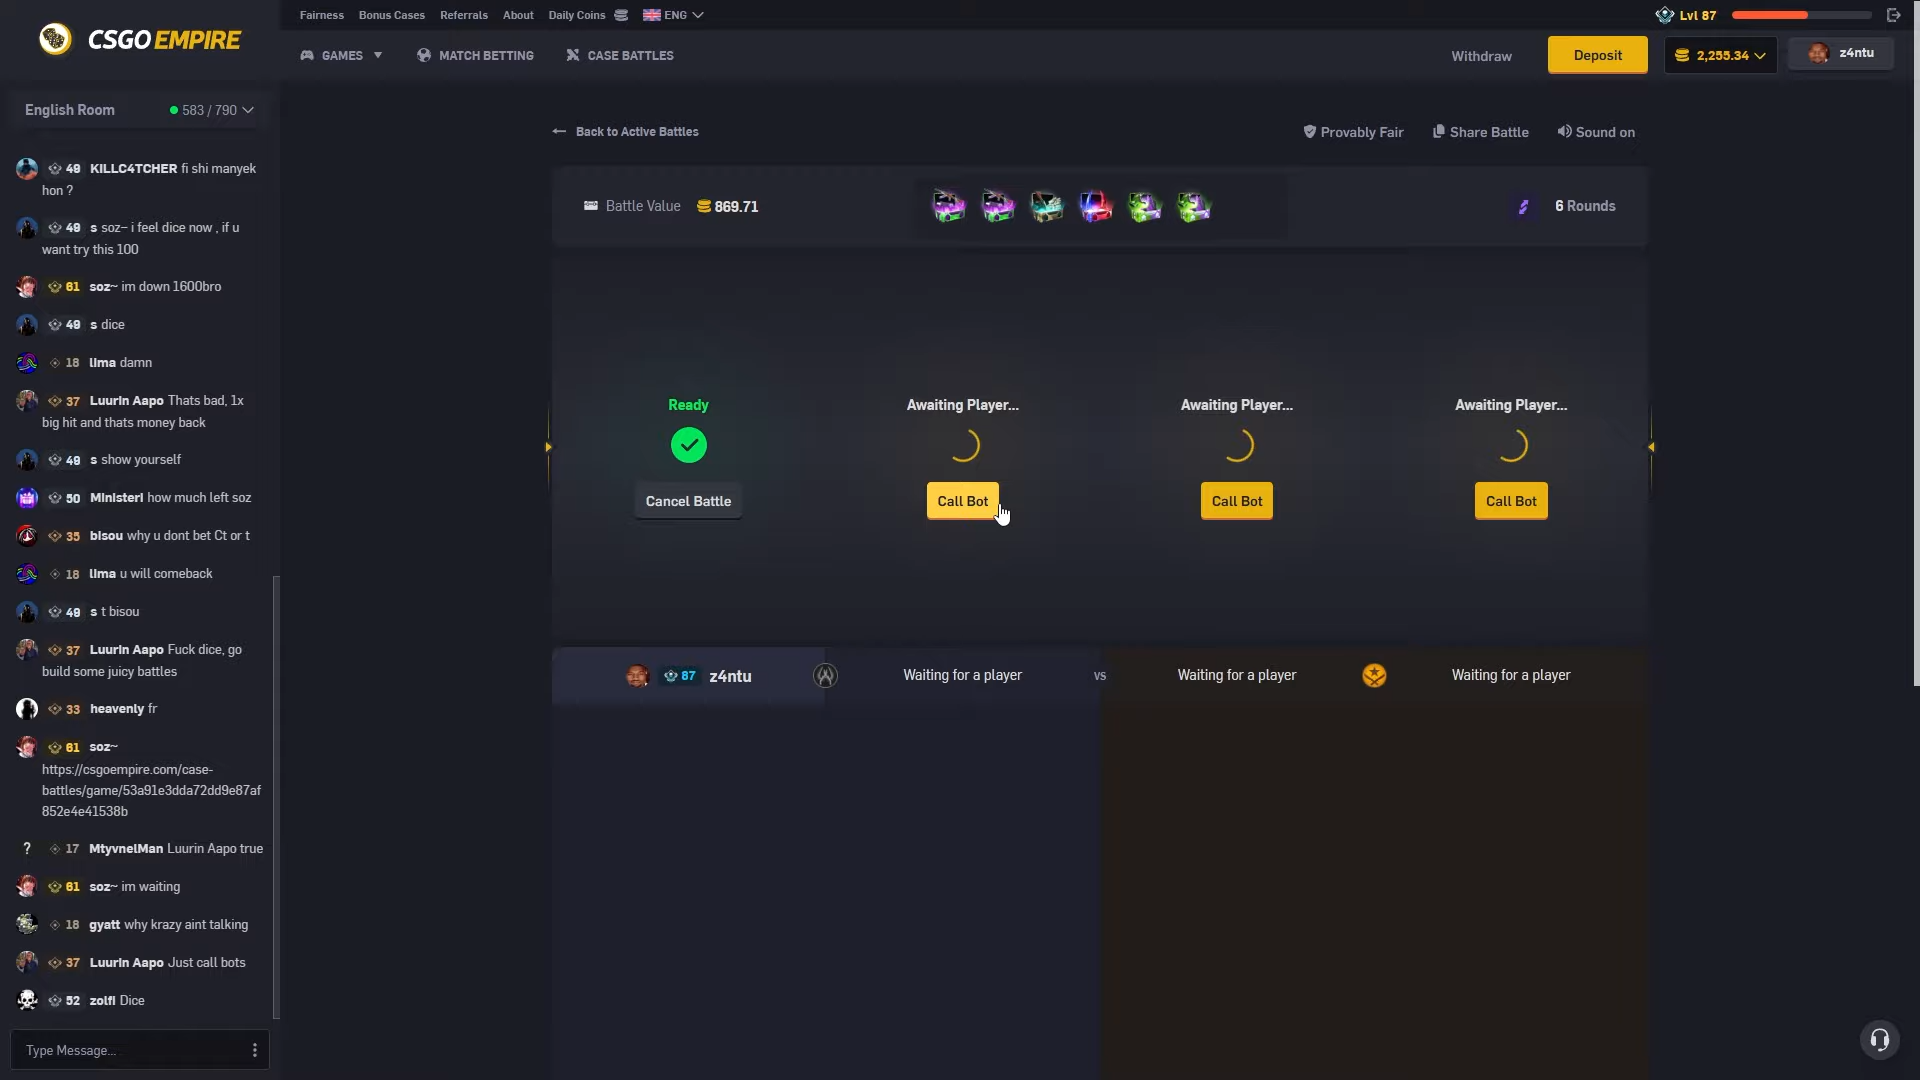 CSGOEMPIRE
Fairness
Bonus Cases
Referrals
About
Daily Coins
ENG
Lvl 87
GAMES
MATCH BETTING
CASE BATTLES
Withdraw
Deposit
2,255.34
z4ntu
English Room
583 / 790
49 KILLC4TCHER fi shi manyek
hon ?
49 s soz~ i feel dice now , if u
want try this 100
61 soz~ im down 1600bro
49 s dice
18 lima damn
37 Luurin Aapo Thats bad, 1x
big hit and thats money back
49 s show yourself
50 Ministeri how much left soz
35 bisou why u dont bet Ct or t
18 lima u will comeback
49 s t bisou
37 Luurin Aapo Fuck dice, go
build some juicy battles
33 heavenly fr
61 soz~
https://csgoempire.com/case-
battles/game/53a91e3dda72dd9e87af
852e4e41538b
? 17 MtyvnelMan Luurin Aapo true
61 soz~ im waiting
18 gyatt why krazy aint talking
37 Luurin Aapo Just call bots
52 zolfi Dice
Type Message...
Back to Active Battles
Provably Fair
Share Battle
Sound on
Battle Value 869.71
6 Rounds
Ready
Cancel Battle
Awaiting Player...
Call Bot
Awaiting Player...
Call Bot
Awaiting Player...
Call Bot
87 z4ntu
Waiting for a player
VS
Waiting for a player
Waiting for a player